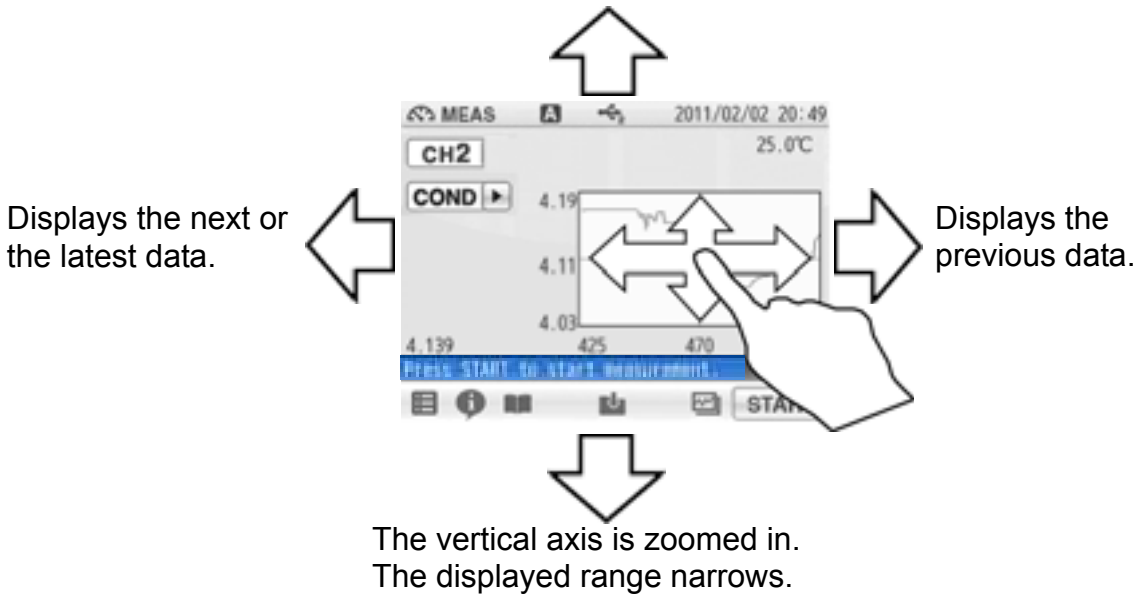 MEAS A 2011/02/02 20:49
CH2 25.0℃
COND 4.19
Displays the next or
the latest data.
Displays the
previous data.
4.11
4.03
4.139 425 470
Press START to start measurement.
The vertical axis is zoomed in.
The displayed range narrows.